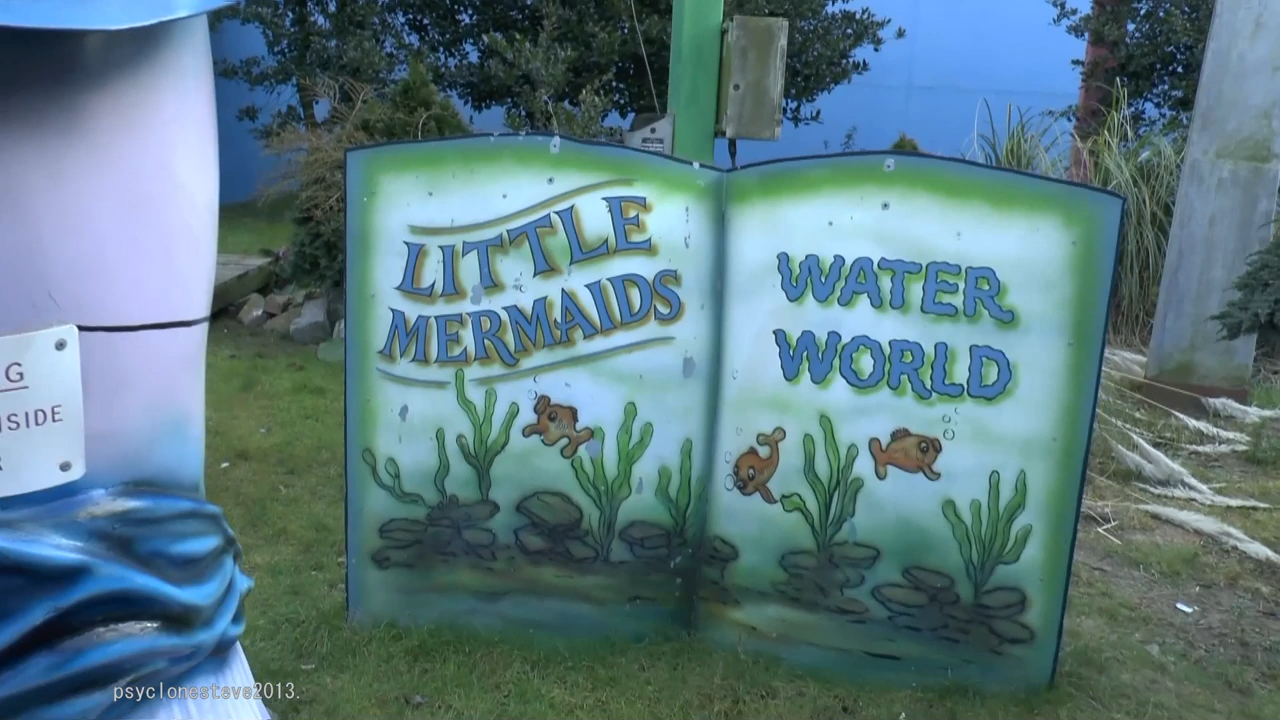 LITTLE
MERMAIDS
WATER
WORLD
G
NSIDE
R
psyclonesteve2013.